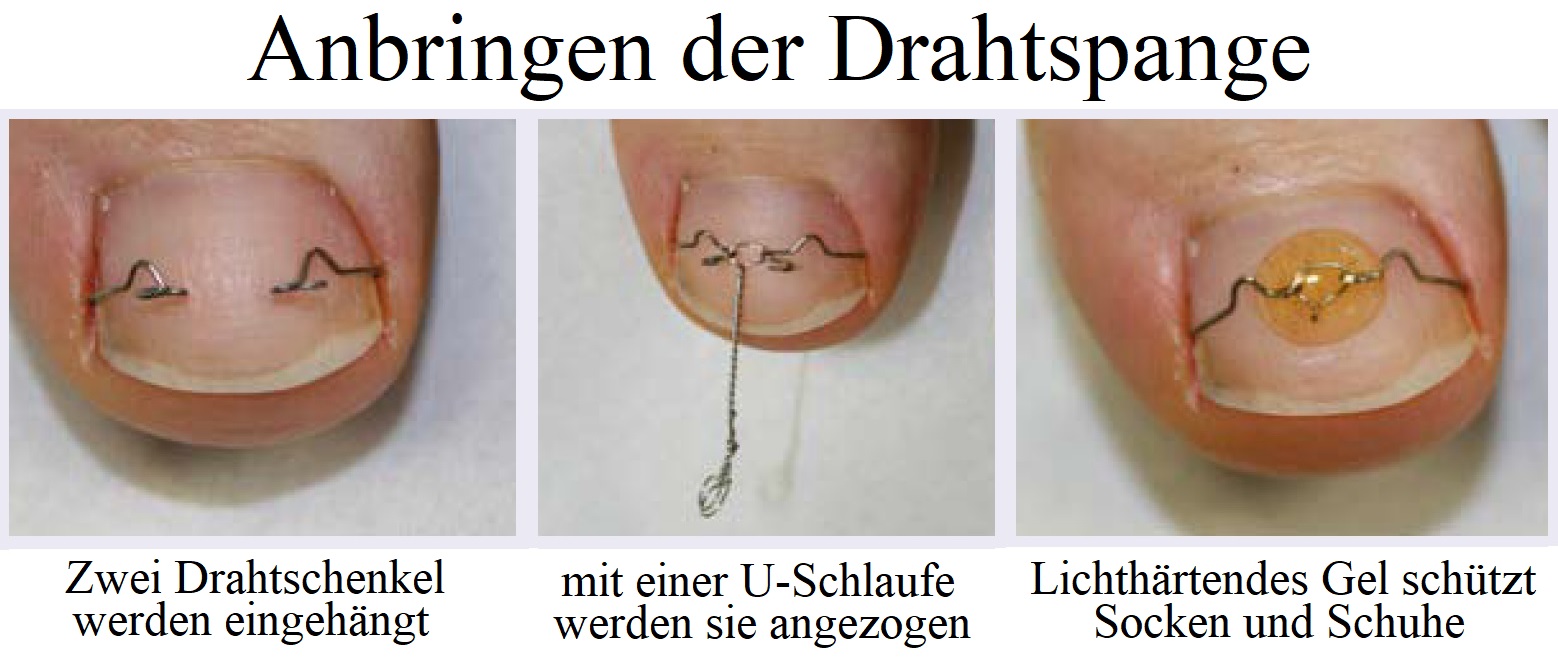 Anbringen der Drahtspange
Zwei Drahtschenkel
werden eingehängt
mit einer U-Schlaufe
werden sie angezogen
Lichthärtendes Gel schützt
Socken und Schuhe